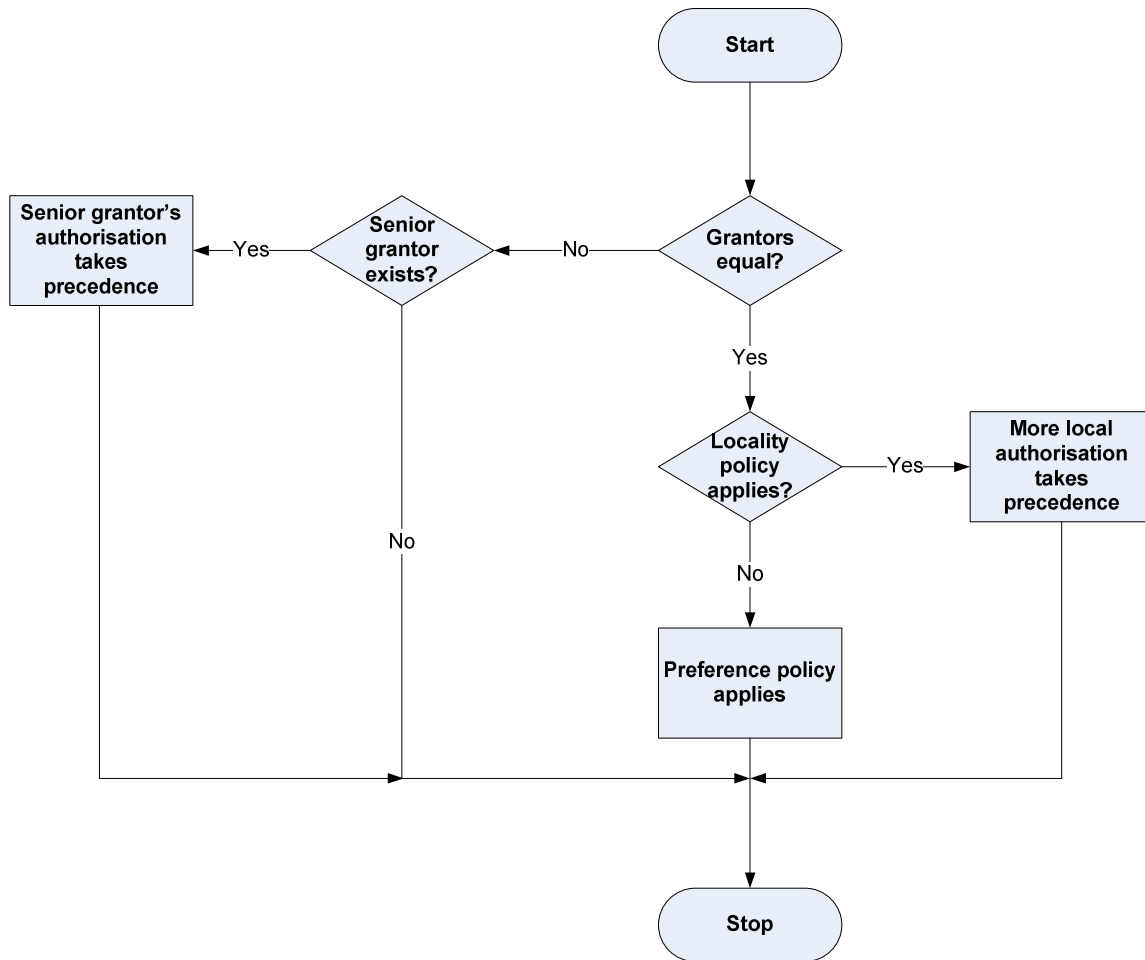 Start
Senior grantor's
authorisation
takes
precedence
Yes
Senior
grantor
exists?
No
Grantors
equal?
Yes
Locality
policy
applies?
Yes
More local
authorisation
takes
precedence
No
No
Preference policy
applies
Stop